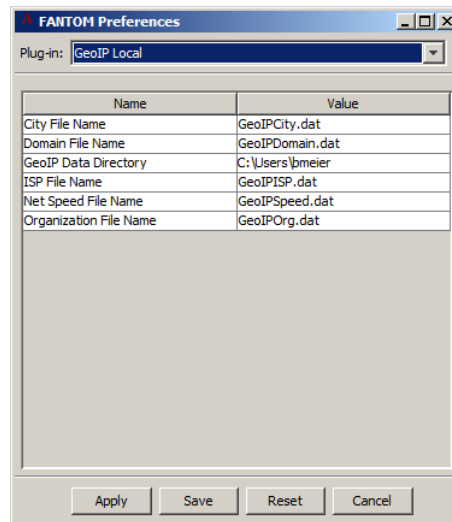 FANTOM Preferences
Plug-in: GeoIP Local
Name Value
City File Name GeoIPCity.dat
Domain File Name GeoIPDomain.dat
GeoIP Data Directory C:\Users\bmeier
ISP File Name GeoIPISP.dat
Net Speed File Name GeoIPSpeed.dat
Organization File Name GeoIPOrg.dat
Apply Save Reset Cancel